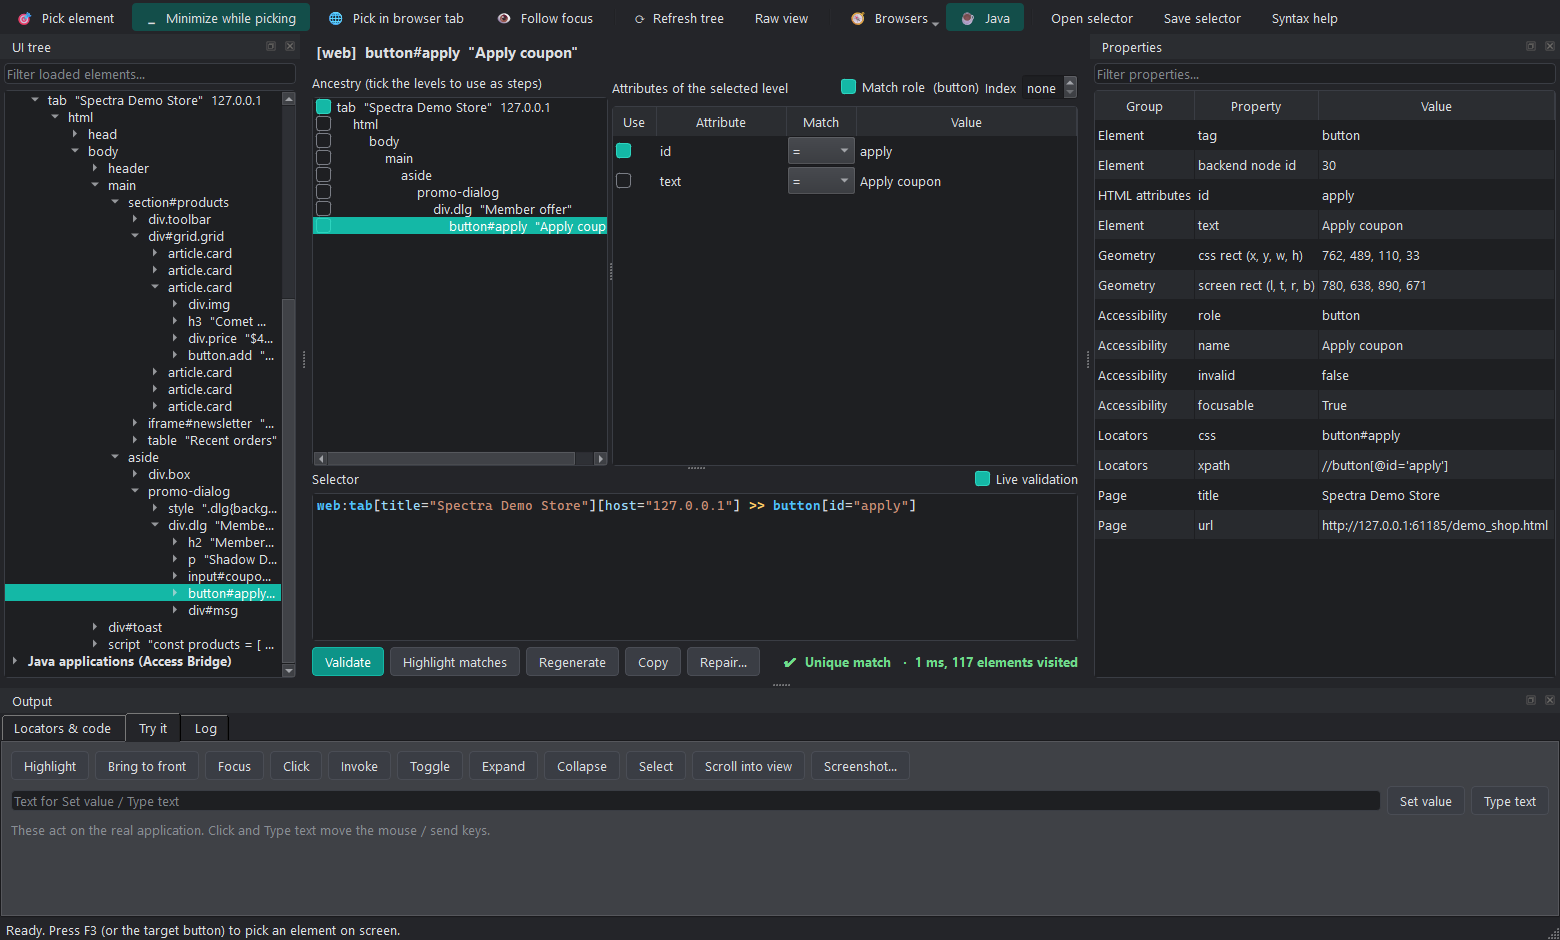 Pick element
Minimize while picking
Pick in browser tab
Follow focus
Refresh tree
Raw view
Browsers
Java
Open selector
Save selector
Syntax help
UI tree
Filter loaded elements...
tab "Spectra Demo Store" 127.0.0.1
html
head
body
header
main
section#products
div.toolbar
div#grid.grid
article.card
article.card
article.card
div.img
h3 "Comet ...
div.price "$4...
button.add "...
article.card
article.card
article.card
iframe#newsletter "...
table "Recent orders"
aside
div.box
promo-dialog
style ".dlg{backg...
div.dlg "Membe...
h2 "Member...
p "Shadow D...
input#coupo...
button#apply...
div#msg
div#toast
script "const products = [ ...
Java applications (Access Bridge)
[web] button#apply "Apply coupon"
Ancestry (tick the levels to use as steps)
tab "Spectra Demo Store" 127.0.0.1
html
body
main
aside
promo-dialog
div.dlg "Member offer"
button#apply "Apply coup
Attributes of the selected level
Match role (button) Index none
Use Attribute Match Value
id = apply
text = Apply coupon
Selector
Live validation
web:tab[title="Spectra Demo Store"][host="127.0.0.1"] >> button[id="apply"]
Validate
Highlight matches
Regenerate
Copy
Repair...
✔ Unique match · 1 ms, 117 elements visited
Properties
Filter properties...
Group Property Value
Element tag button
Element backend node id 30
HTML attributes id apply
Element text Apply coupon
Geometry css rect (x, y, w, h) 762, 489, 110, 33
Geometry screen rect (l, t, r, b) 780, 638, 890, 671
Accessibility role button
Accessibility name Apply coupon
Accessibility invalid false
Accessibility focusable True
Locators css button#apply
Locators xpath //button[@id='apply']
Page title Spectra Demo Store
Page url http://127.0.0.1:61185/demo_shop.html
Output
Locators & code
Try it
Log
Highlight
Bring to front
Focus
Click
Invoke
Toggle
Expand
Collapse
Select
Scroll into view
Screenshot...
Text for Set value / Type text
Set value
Type text
These act on the real application. Click and Type text move the mouse / send keys.
Ready. Press F3 (or the target button) to pick an element on screen.